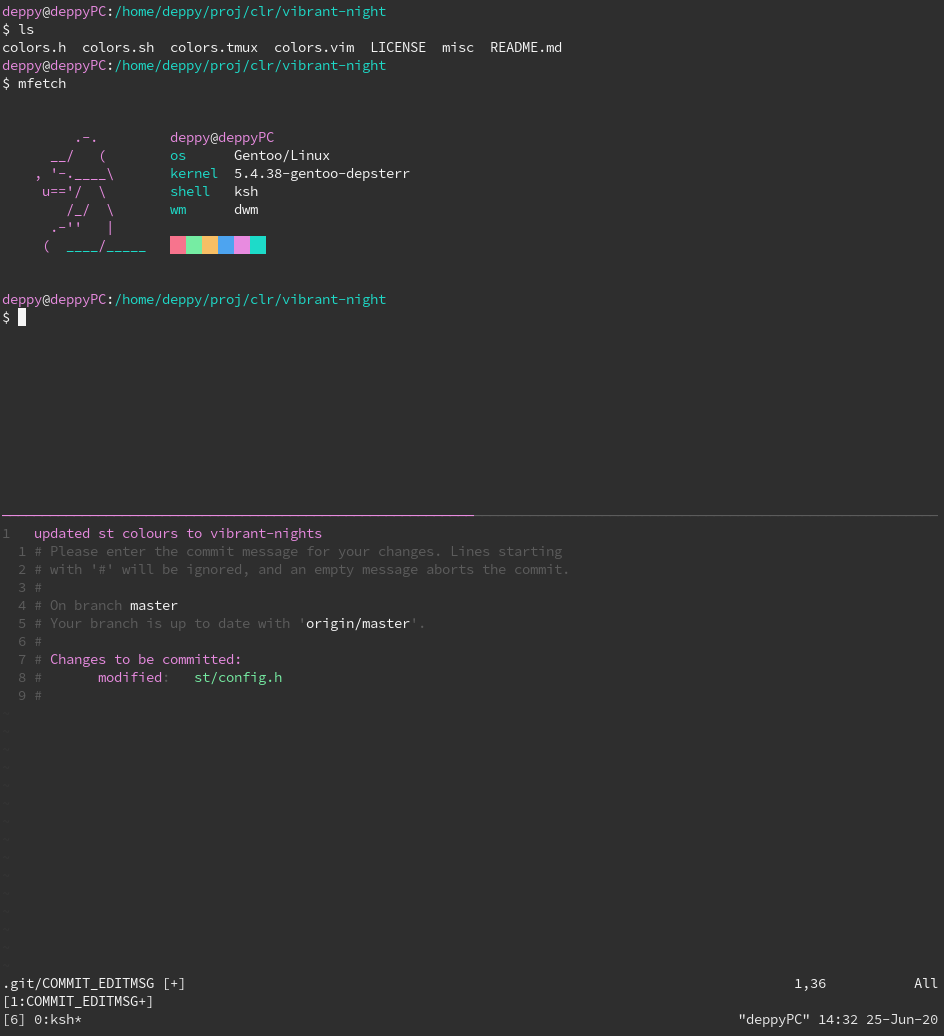 deppy@deppyPC:/home/deppy/proj/clr/vibrant-night
$ ls
colors.h  colors.sh  colors.tmux  colors.vim  LICENSE  misc  README.md
deppy@deppyPC:/home/deppy/proj/clr/vibrant-night
$ mfetch
         .-.         deppy@deppyPC
      __/   (        os      Gentoo/Linux
    , '-.____\       kernel  5.4.38-gentoo-depsterr
     u=='/  \        shell   ksh
        /_/  \       wm      dwm
      .-''   |
     (  ____/_____
deppy@deppyPC:/home/deppy/proj/clr/vibrant-night
$
1   updated st colours to vibrant-nights
  1 # Please enter the commit message for your changes. Lines starting
  2 # with '#' will be ignored, and an empty message aborts the commit.
  3 #
  4 # On branch master
  5 # Your branch is up to date with 'origin/master'.
  6 #
  7 # Changes to be committed:
  8 #       modified:   st/config.h
  9 #
.git/COMMIT_EDITMSG [+]    1,36    All
[1:COMMIT_EDITMSG+]
[6] 0:ksh*    "deppyPC" 14:32 25-Jun-20